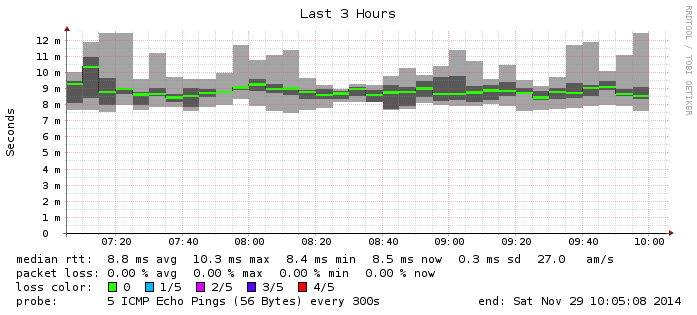 Last 3 Hours
RRDTOOL / TOBI OETIKER
Seconds
12 m
11 m
10 m
9 m
8 m
7 m
6 m
5 m
4 m
3 m
2 m
1 m
0
07:20 07:40 08:00 08:20 08:40 09:00 09:20 09:40 10:00
median rtt: 8.8 ms avg 10.3 ms max 8.4 ms min 8.5 ms now 0.3 ms sd 27.0 am/s
packet loss: 0.00 % avg 0.00 % max 0.00 % min 0.00 % now
loss color: 0 1/5 2/5 3/5 4/5
probe: 5 ICMP Echo Pings (56 Bytes) every 300s end: Sat Nov 29 10:05:08 2014